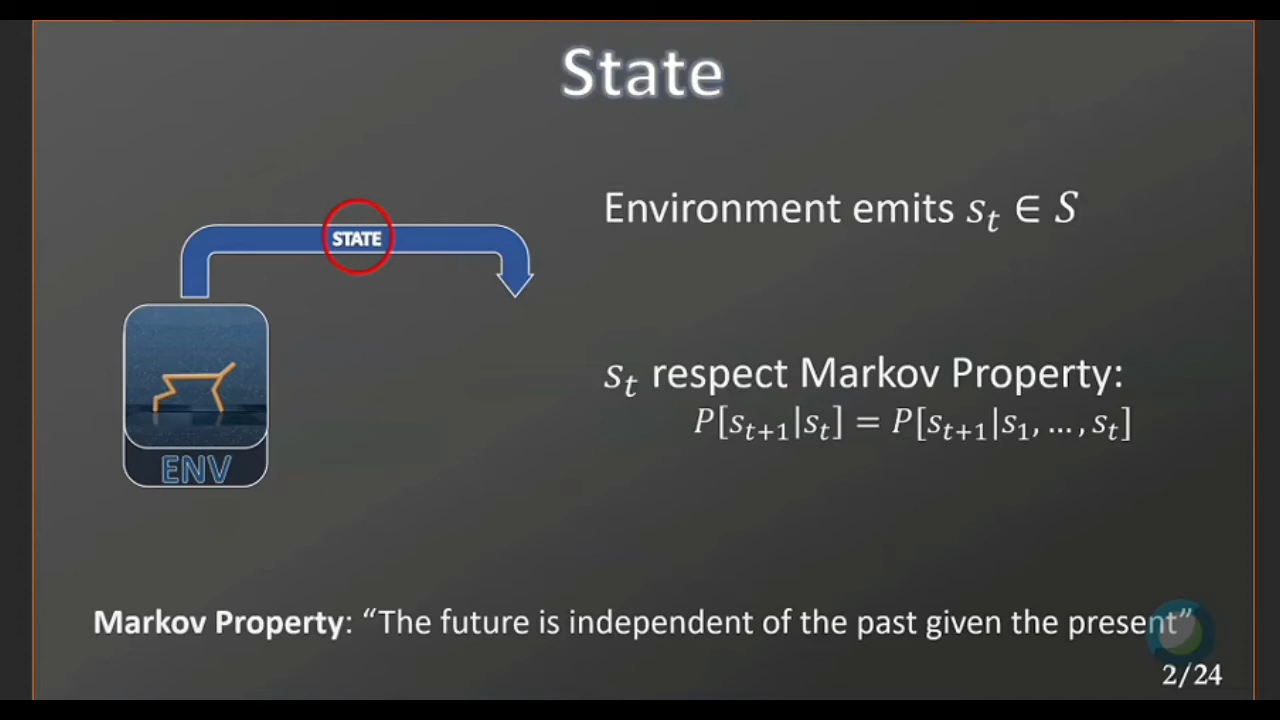 State
STATE
Environment emits sₜ ∈ S
sₜ respect Markov Property:
P[sₜ₊₁|sₜ] = P[sₜ₊₁|s₁, … , sₜ]
ENV
Markov Property: “The future is independent of the past given the present”
2/24